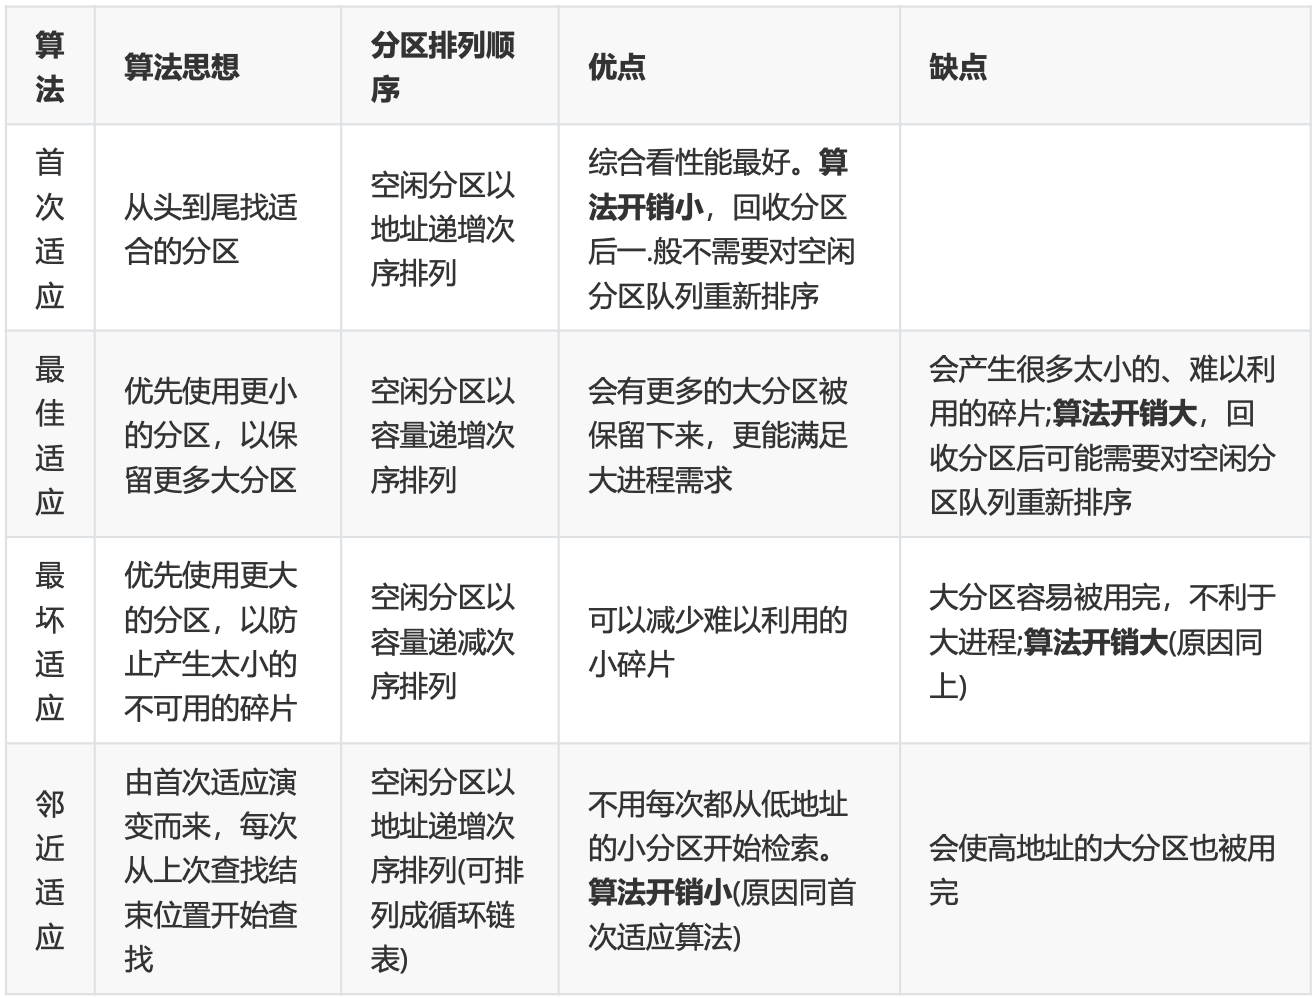 算
法
算法思想
分区排列顺
序
优点
缺点
首
次
适
应
从头到尾找适
合的分区
空闲分区以
地址递增次
序排列
综合看性能最好。算
法开销小，回收分区
后一.般不需要对空闲
分区队列重新排序
最
佳
适
应
优先使用更小
的分区，以保
留更多大分区
空闲分区以
容量递增次
序排列
会有更多的大分区被
保留下来，更能满足
大进程需求
会产生很多太小的、难以利
用的碎片;算法开销大，回
收分区后可能需要对空闲分
区队列重新排序
最
坏
适
应
优先使用更大
的分区，以防
止产生太小的
不可用的碎片
空闲分区以
容量递减次
序排列
可以减少难以利用的
小碎片
大分区容易被用完，不利于
大进程;算法开销大(原因同
上)
邻
近
适
应
由首次适应演
变而来，每次
从上次查找结
束位置开始查
找
空闲分区以
地址递增次
序排列(可排
列成循环链
表)
不用每次都从低地址
的小分区开始检索。
算法开销小(原因同首
次适应算法)
会使高地址的大分区也被用
完